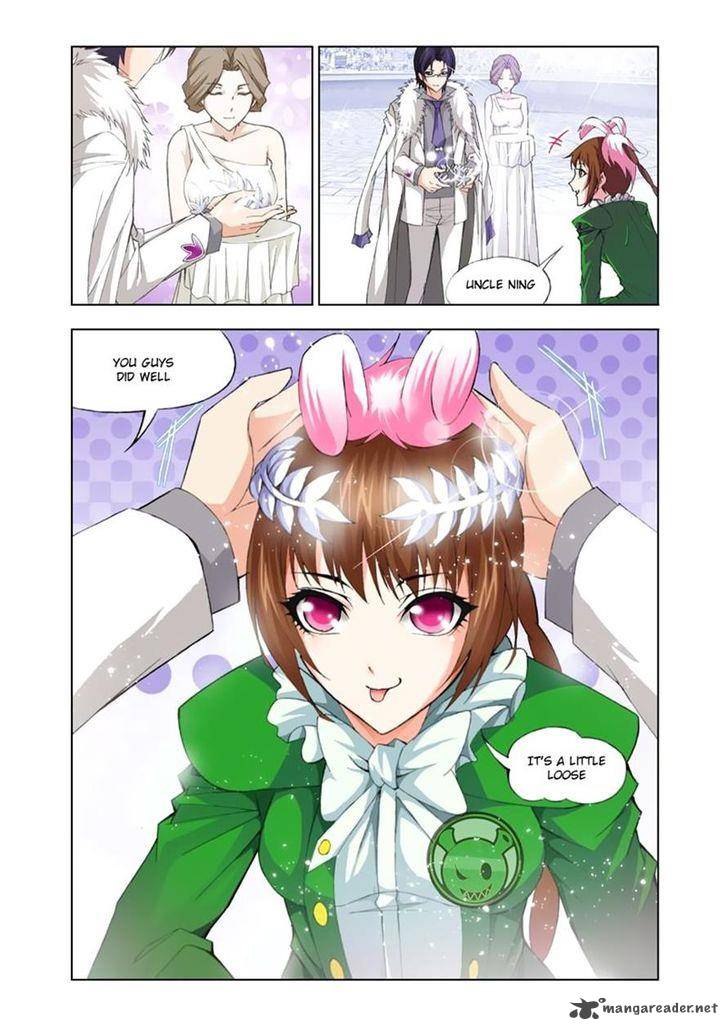 UNCLE NING
YOU GUYS
DID WELL
IT'S A LITTLE
LOOSE
mangareader.net